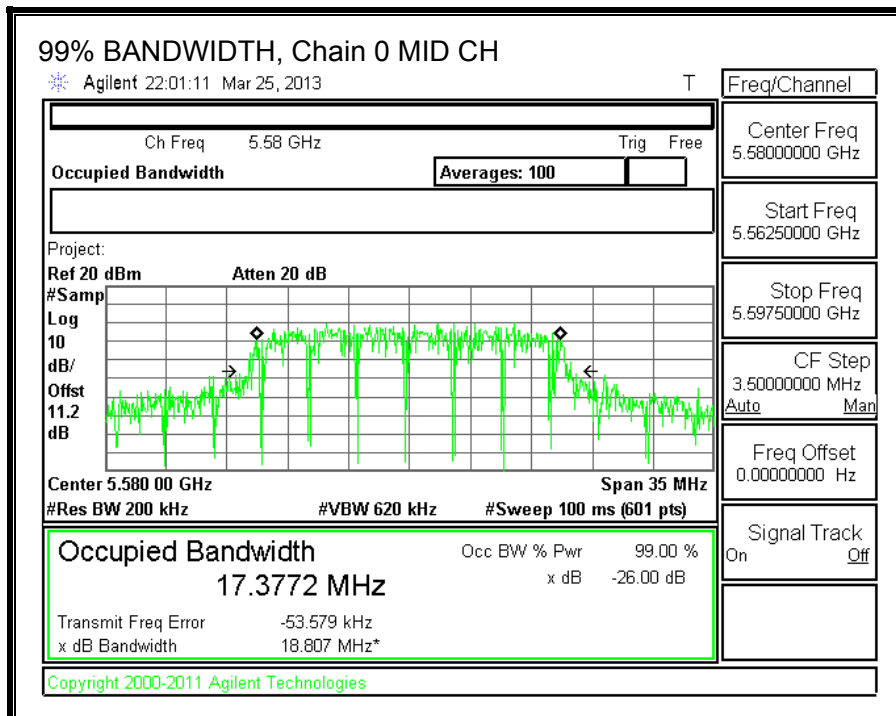 99% BANDWIDTH, Chain 0 MID CH
Agilent 22:01:11 Mar 25, 2013 T
Freq/Channel
Ch Freq 5.58 GHz Trig Free
Occupied Bandwidth Averages: 100
Center Freq
5.58000000 GHz
Start Freq
5.56250000 GHz
Stop Freq
5.59750000 GHz
CF Step
3.50000000 MHz
Auto Man
Freq Offset
0.00000000 Hz
Signal Track
On Off
Project:
Ref 20 dBm Atten 20 dB
#Samp
Log
10
dB/
Offst
11.2
dB
Center 5.580 00 GHz Span 35 MHz
#Res BW 200 kHz #VBW 620 kHz #Sweep 100 ms (601 pts)
Occupied Bandwidth Occ BW % Pwr 99.00 %
17.3772 MHz x dB -26.00 dB
Transmit Freq Error -53.579 kHz
x dB Bandwidth 18.807 MHz*
Copyright 2000-2011 Agilent Technologies